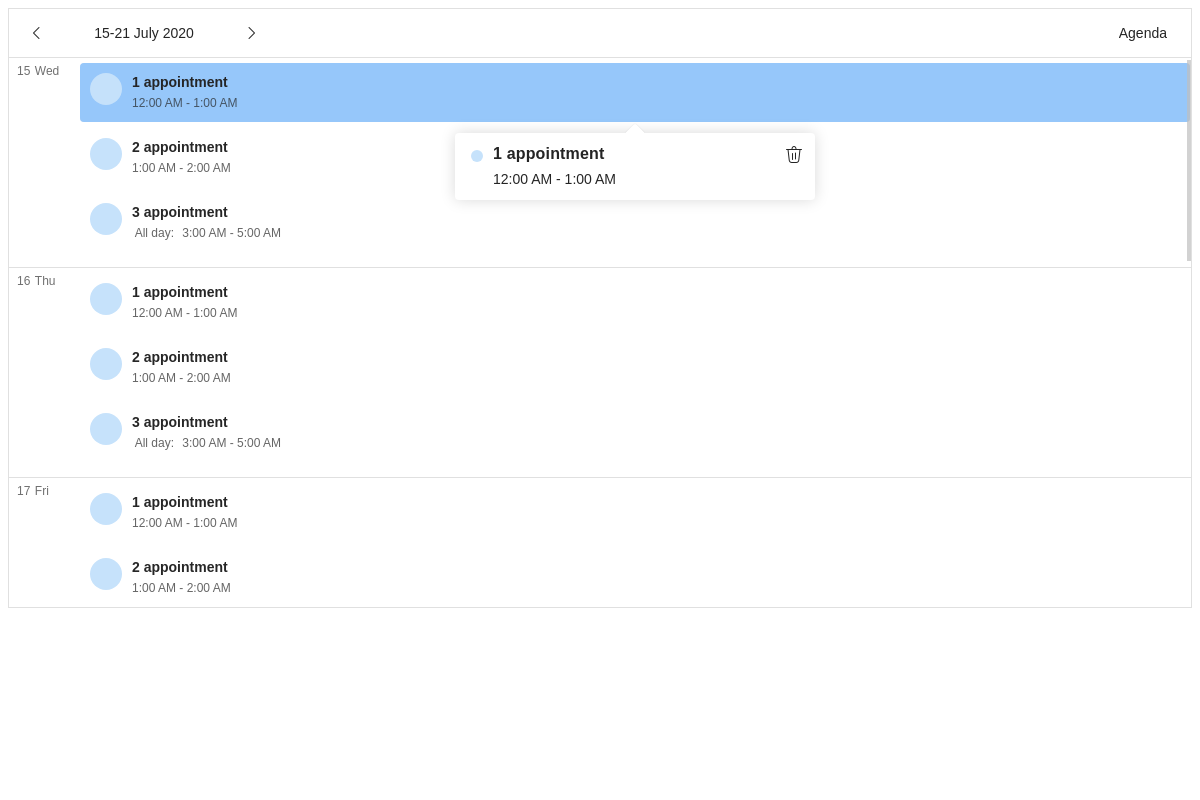 15-21 July 2020
Agenda
15 Wed
1 appointment
12:00 AM - 1:00 AM
2 appointment
1:00 AM - 2:00 AM
1 appointment
12:00 AM - 1:00 AM
3 appointment
All day: 3:00 AM - 5:00 AM
16 Thu
1 appointment
12:00 AM - 1:00 AM
2 appointment
1:00 AM - 2:00 AM
3 appointment
All day: 3:00 AM - 5:00 AM
17 Fri
1 appointment
12:00 AM - 1:00 AM
2 appointment
1:00 AM - 2:00 AM